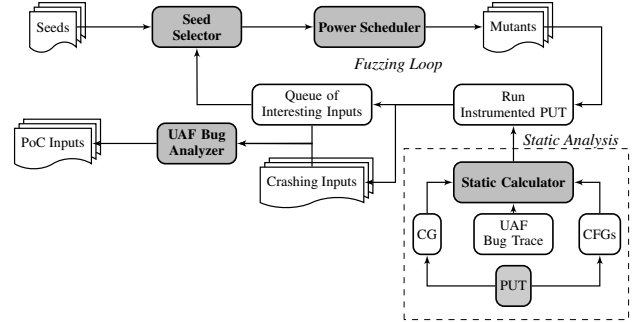 Seeds
Seed
Selector
Power Scheduler
Mutants
Fuzzing Loop
Queue of
Interesting Inputs
Run
Instrumented PUT
PoC Inputs
UAF Bug
Analyzer
Crashing Inputs
Static Analysis
Static Calculator
CG
UAF
Bug Trace
CFGs
PUT